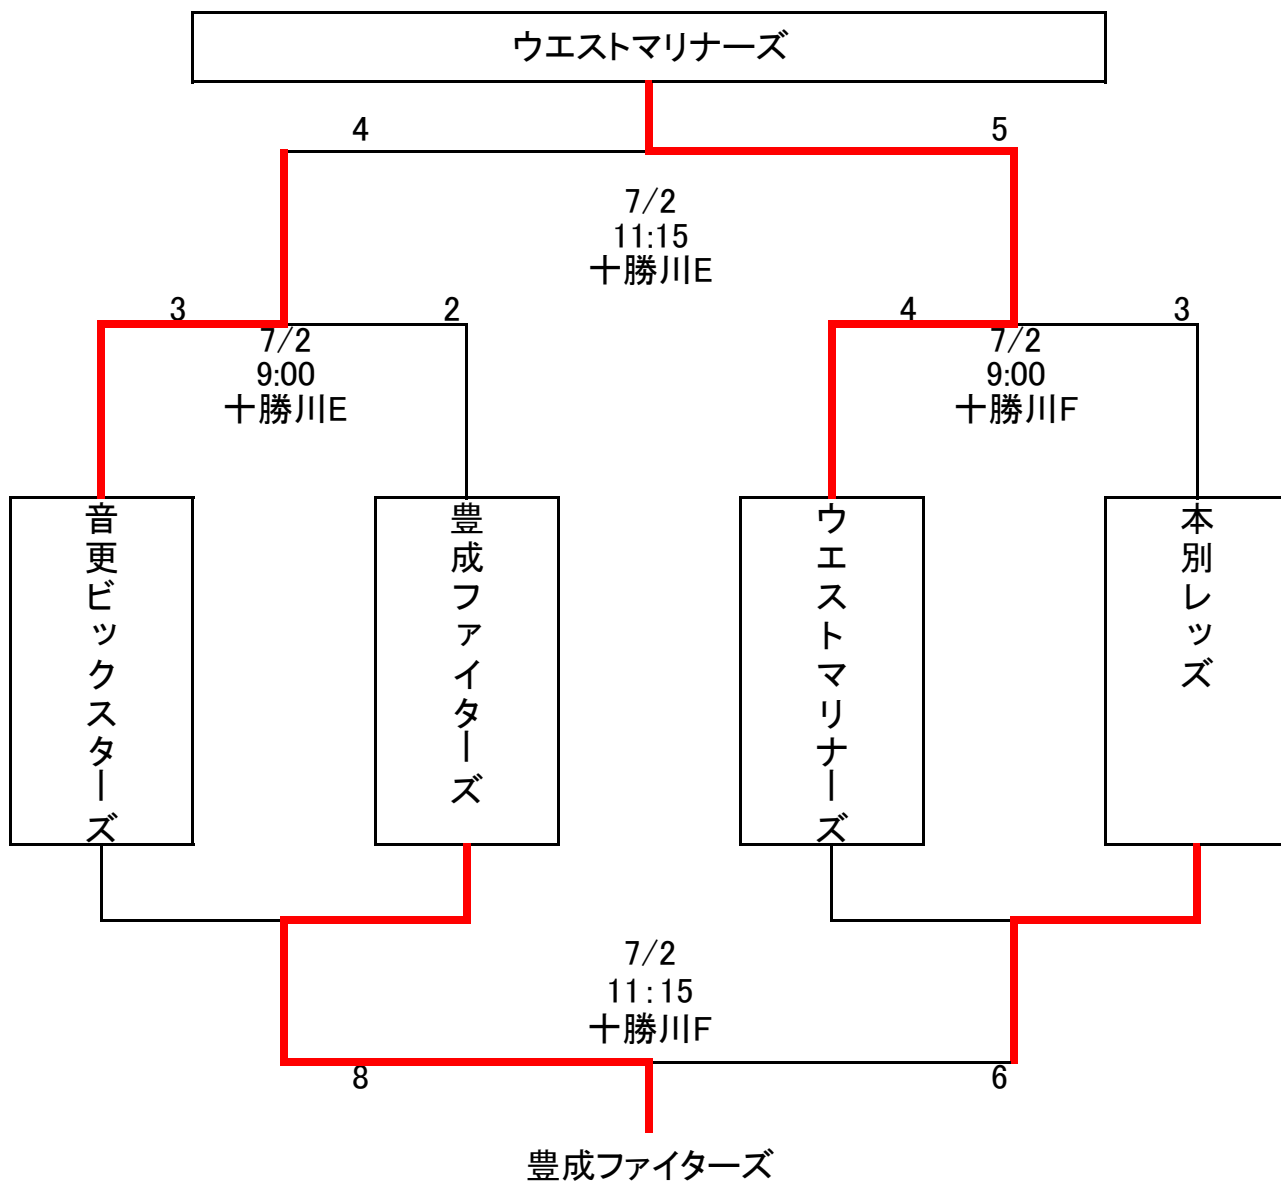 ウエストマリナーズ
4
5
7/2
11:15
十勝川E
3
2
4
3
7/2
9:00
十勝川E
7/2
9:00
十勝川F
音更ビックスターズ
豊成ファイターズ
ウエストマリナーズ
本別レッズ
7/2
11:15
十勝川F
8
6
豊成ファイターズ